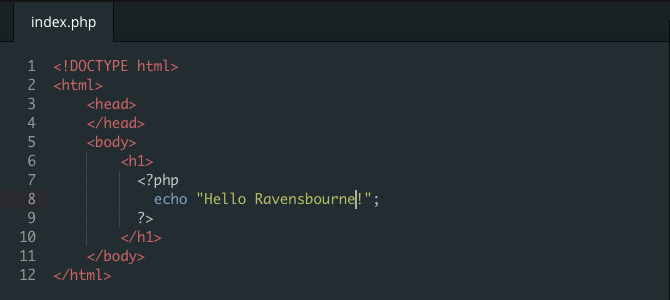 index.php
1 <!DOCTYPE html>
2 <html>
3     <head>
4     </head>
5     <body>
6         <h1>
7           <?php
8             echo "Hello Ravensbourne!";
9           ?>
10         </h1>
11     </body>
12 </html>